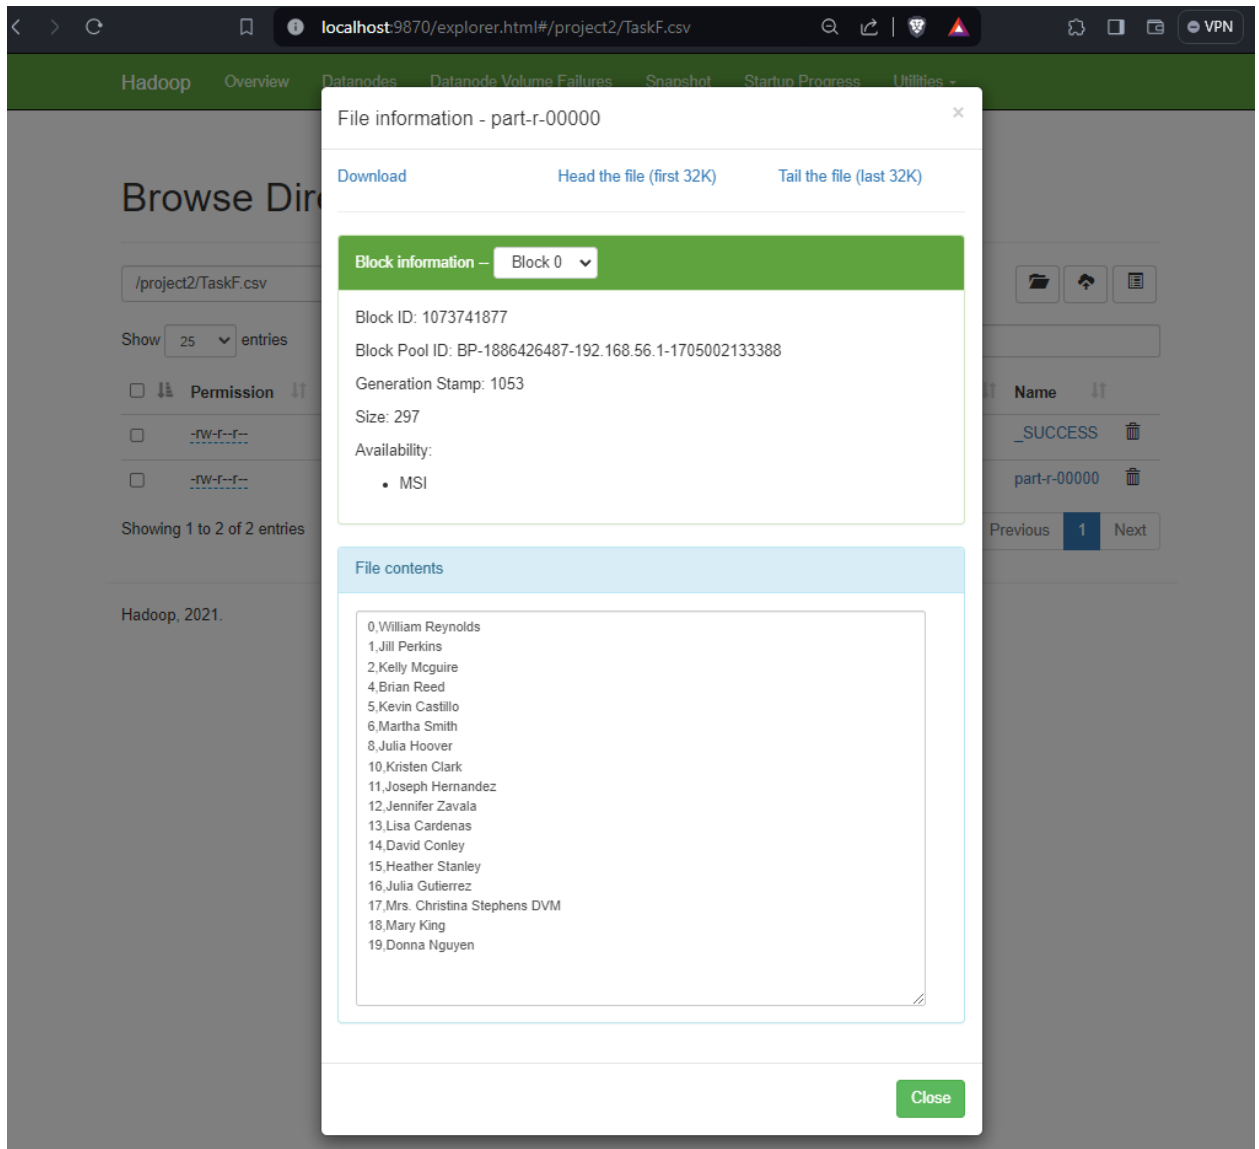 localhost:9870/explorer.html#/project2/TaskF.csv
VPN
Hadoop Overview Datanodes Datanode Volume Failures Snapshot Startup Progress Utilities
File information - part-r-00000
×
Download Head the file (first 32K) Tail the file (last 32K)
Browse Dir
Block information -- Block 0
/project2/TaskF.csv
Block ID: 1073741877
Show 25 entries
Block Pool ID: BP-1886426487-192.168.56.1-1705002133388
Generation Stamp: 1053
Permission Name
Size: 297
-rw-r--r-- _SUCCESS
Availability:
-rw-r--r-- part-r-00000
• MSI
Showing 1 to 2 of 2 entries Previous 1 Next
File contents
Hadoop, 2021.
0,William Reynolds
1,Jill Perkins
2,Kelly Mcguire
4,Brian Reed
5,Kevin Castillo
6,Martha Smith
8,Julia Hoover
10,Kristen Clark
11,Joseph Hernandez
12,Jennifer Zavala
13,Lisa Cardenas
14,David Conley
15,Heather Stanley
16,Julia Gutierrez
17,Mrs. Christina Stephens DVM
18,Mary King
19,Donna Nguyen
Close